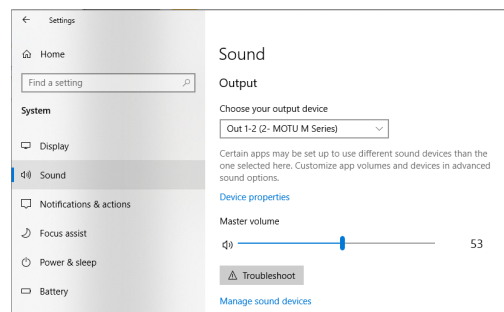 Settings
Home
Find a setting
System
Display
Sound
Notifications & actions
Focus assist
Power & sleep
Battery
Sound
Output
Choose your output device
Out 1-2 (2- MOTU M Series)
Certain apps may be set up to use different sound devices than the
one selected here. Customize app volumes and devices in advanced
sound options.
Device properties
Master volume
53
Troubleshoot
Manage sound devices